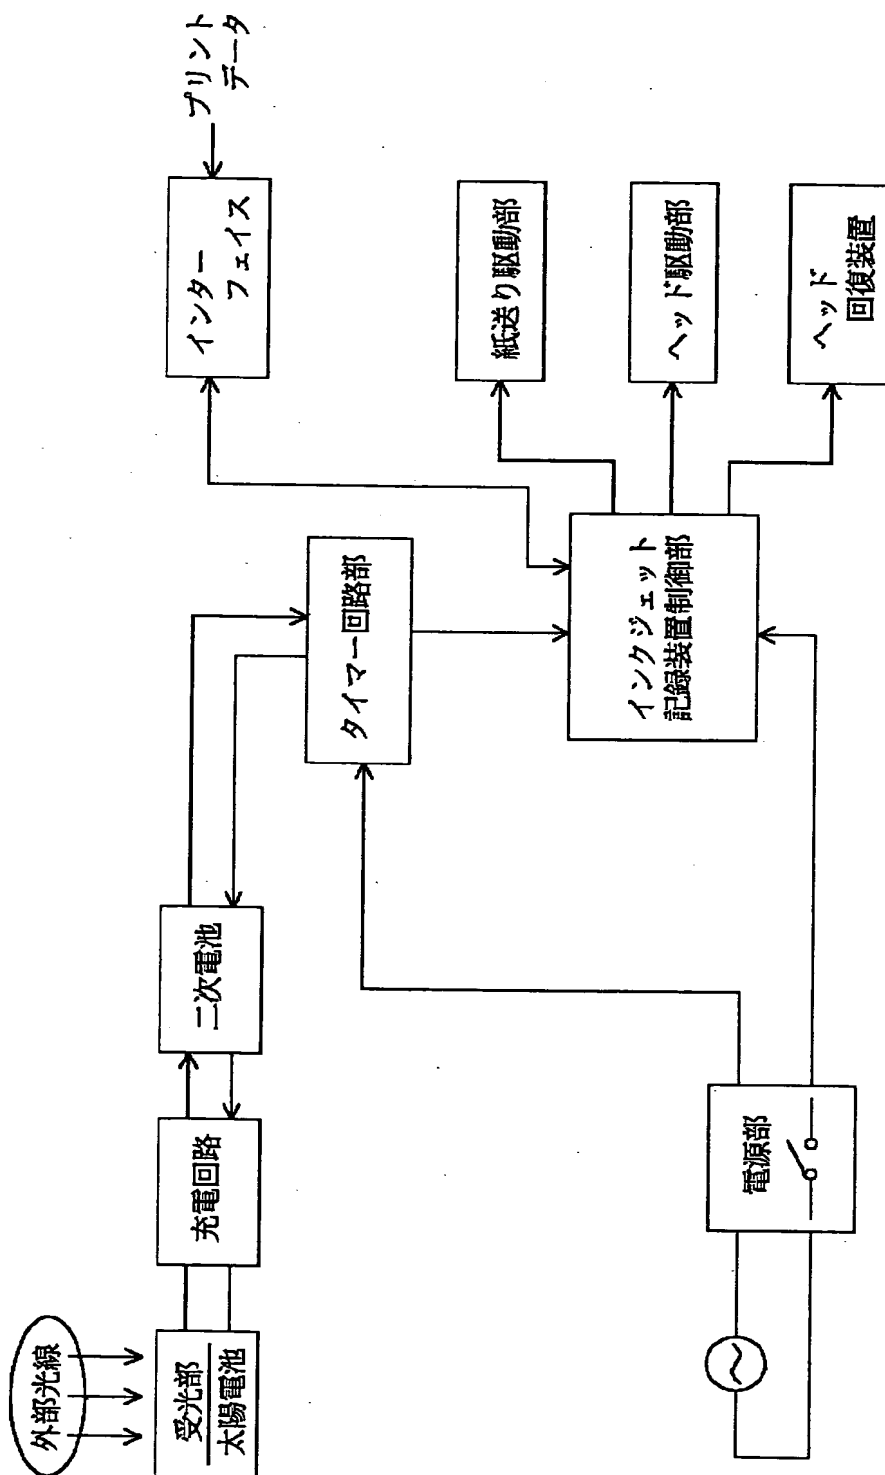 外部光線
受光部
太陽電池
充電回路
二次電池
タイマー回路部
インター
フェイス
プリント
データ
電源部
インクジェット
記録装置制御部
紙送り駆動部
ヘッド駆動部
ヘッド
回復装置